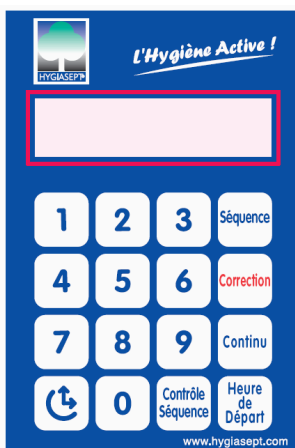 L'Hygiène Active !
HYGIASEPT
1 2 3 Séquence
4 5 6 Correction
7 8 9 Continu
0 Contrôle Séquence Heure de Départ
www.hygiasept.com